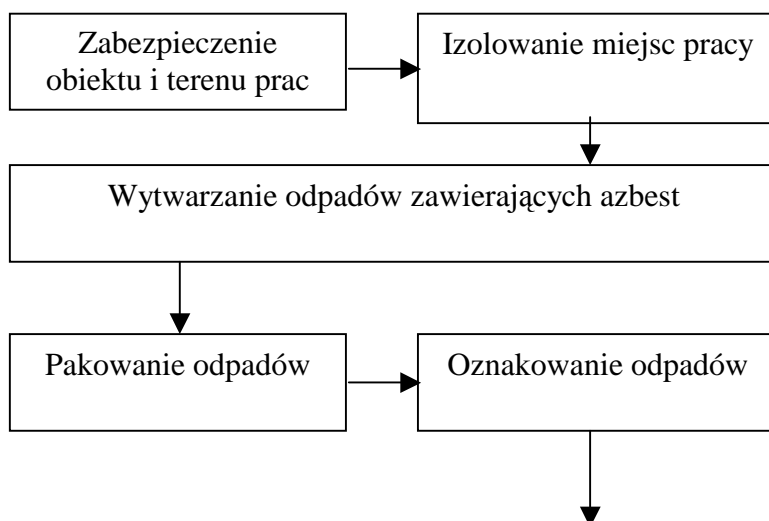 Zabezpieczenie
obiektu i terenu prac
Izolowanie miejsc pracy
Wytwarzanie odpadów zawierających azbest
Pakowanie odpadów
Oznakowanie odpadów